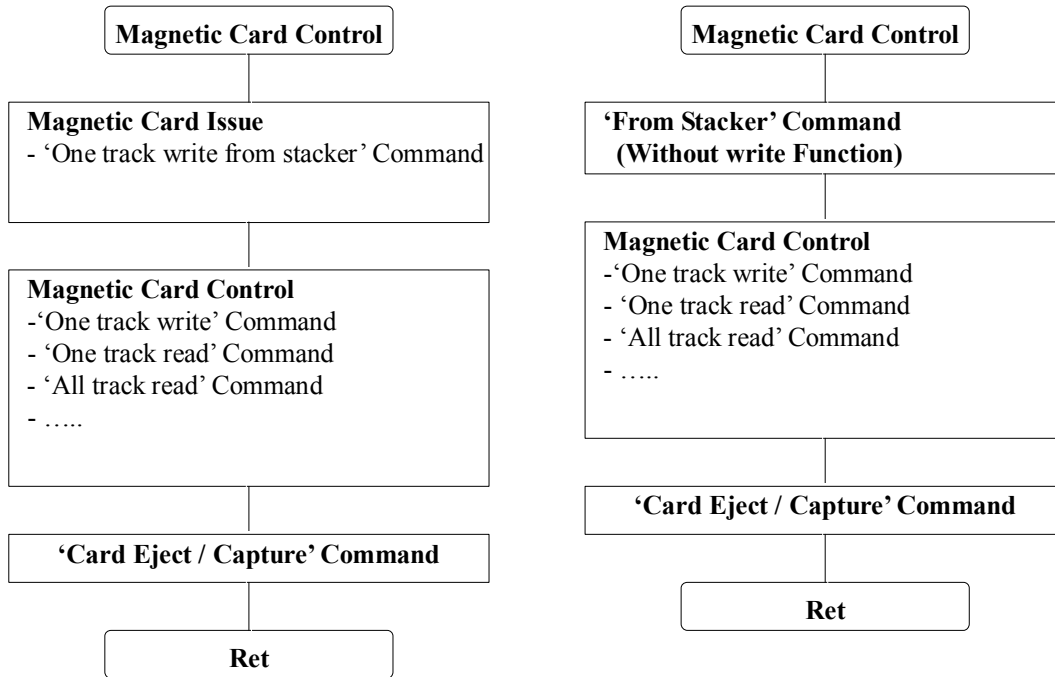 Magnetic Card Control
Magnetic Card Issue
- ‘One track write from stacker’ Command
Magnetic Card Control
-‘One track write’ Command
- ‘One track read’ Command
- ‘All track read’ Command
- …..
‘Card Eject / Capture’ Command
Ret
Magnetic Card Control
‘From Stacker’ Command
(Without write Function)
Magnetic Card Control
-‘One track write’ Command
- ‘One track read’ Command
- ‘All track read’ Command
- …..
‘Card Eject / Capture’ Command
Ret